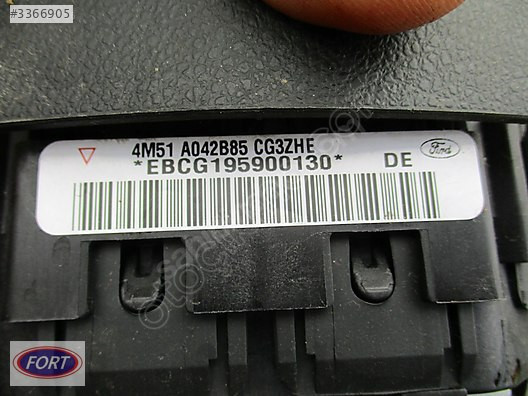 #3366905
4M51 A042B85 CG3ZHE
*EBCG195900130*
DE
Ford
FORT